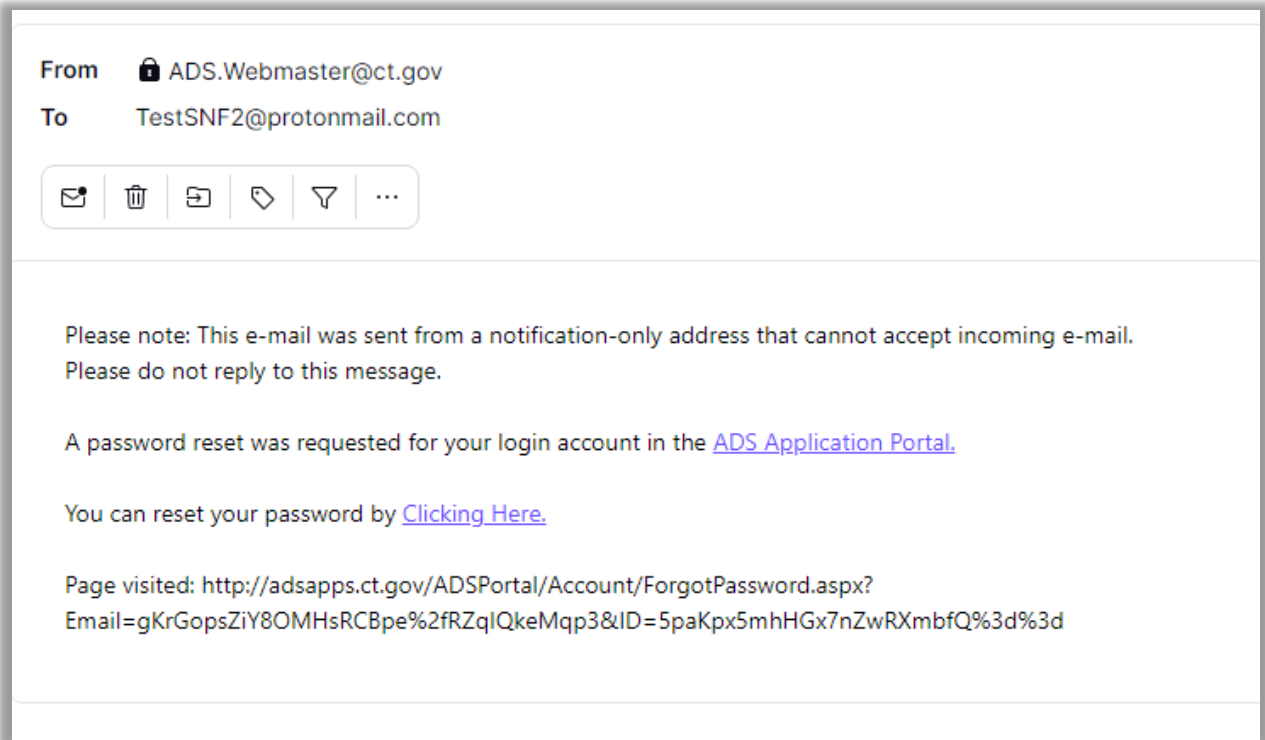 From ADS.Webmaster@ct.gov
To TestSNF2@protonmail.com
Please note: This e-mail was sent from a notification-only address that cannot accept incoming e-mail.
Please do not reply to this message.
A password reset was requested for your login account in the ADS Application Portal.
You can reset your password by Clicking Here.
Page visited: http://adsapps.ct.gov/ADSPortal/Account/ForgotPassword.aspx?
Email=gKrGopsZiY8OMHsRCBpe%2fRZqlQkeMqp3&ID=5paKpx5mhHGx7nZwRXmbfQ%3d%3d